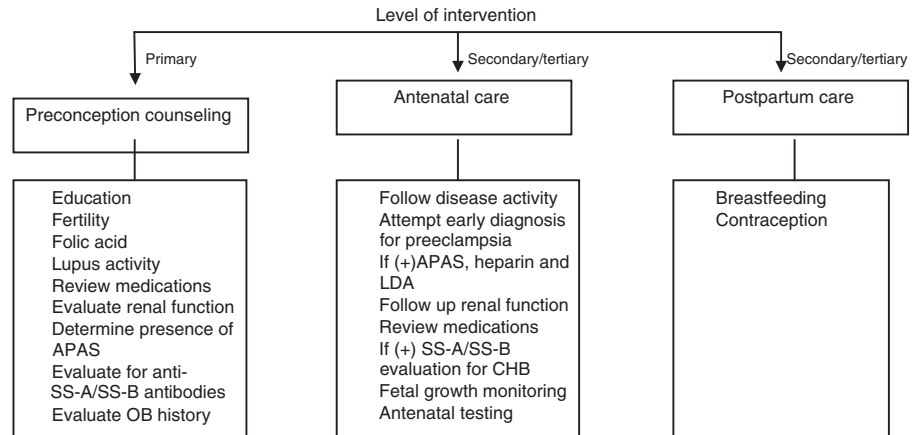 Level of intervention
Primary
Secondary/tertiary
Secondary/tertiary
Preconception counseling
Antenatal care
Postpartum care
Education
Fertility
Folic acid
Lupus activity
Review medications
Evaluate renal function
Determine presence of
APAS
Evaluate for anti-
SS-A/SS-B antibodies
Evaluate OB history
Follow disease activity
Attempt early diagnosis
for preeclampsia
If (+)APAS, heparin and
LDA
Follow up renal function
Review medications
If (+) SS-A/SS-B
evaluation for CHB
Fetal growth monitoring
Antenatal testing
Breastfeeding
Contraception